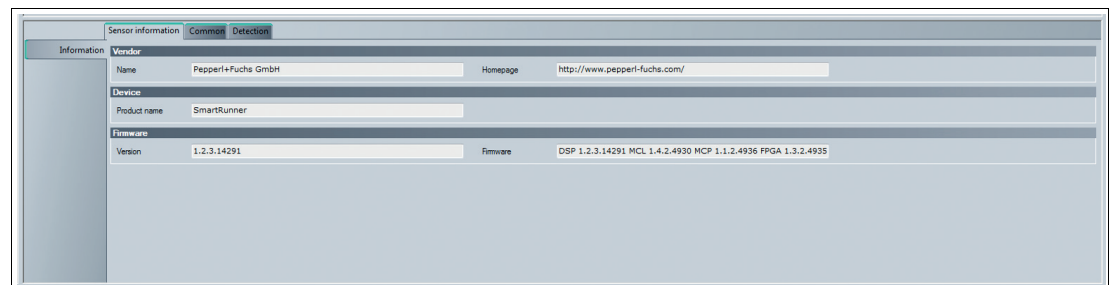 Sensor information Common Detection
Information
Vendor
Name Pepperl+Fuchs GmbH Homepage http://www.pepperl-fuchs.com/
Device
Product name SmartRunner
Firmware
Version 1.2.3.14291 Firmware DSP 1.2.3.14291 MCL 1.4.2.4930 MCP 1.1.2.4936 FPGA 1.3.2.4935